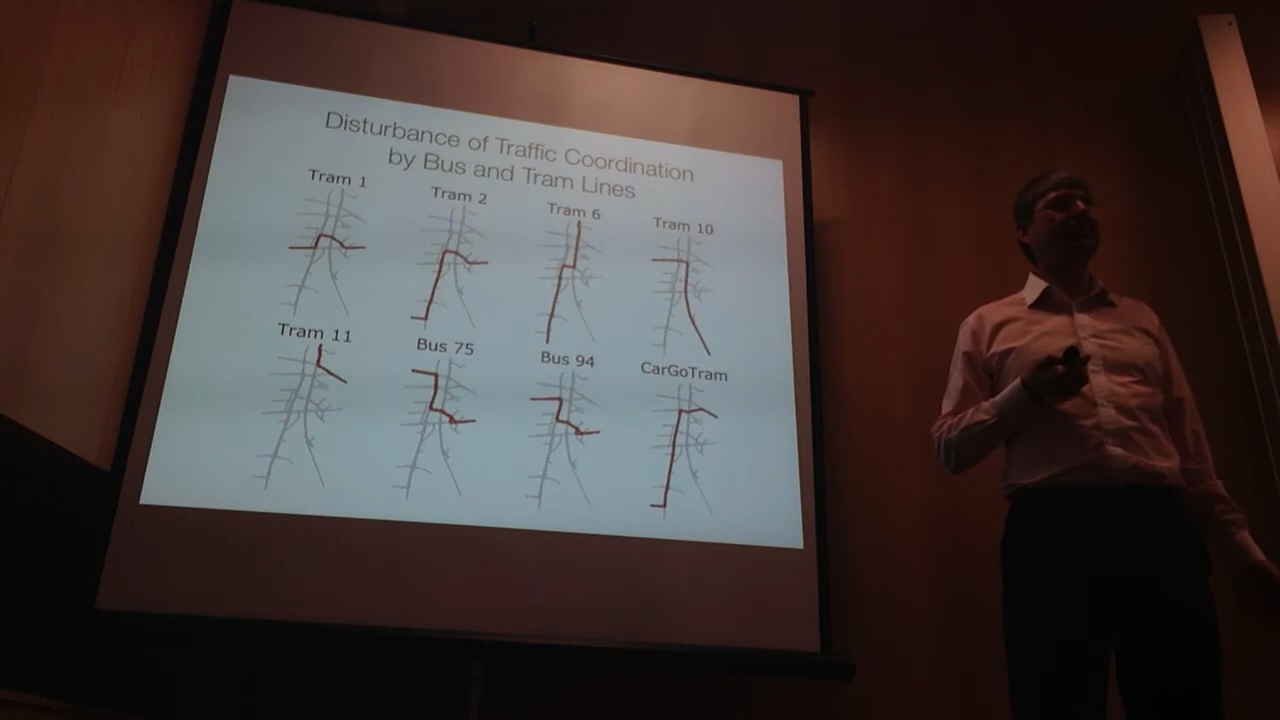 Disturbance of Traffic Coordination
by Bus and Tram Lines
Tram 1
Tram 2
Tram 6
Tram 10
Tram 11
Bus 75
Bus 94
CarGoTram